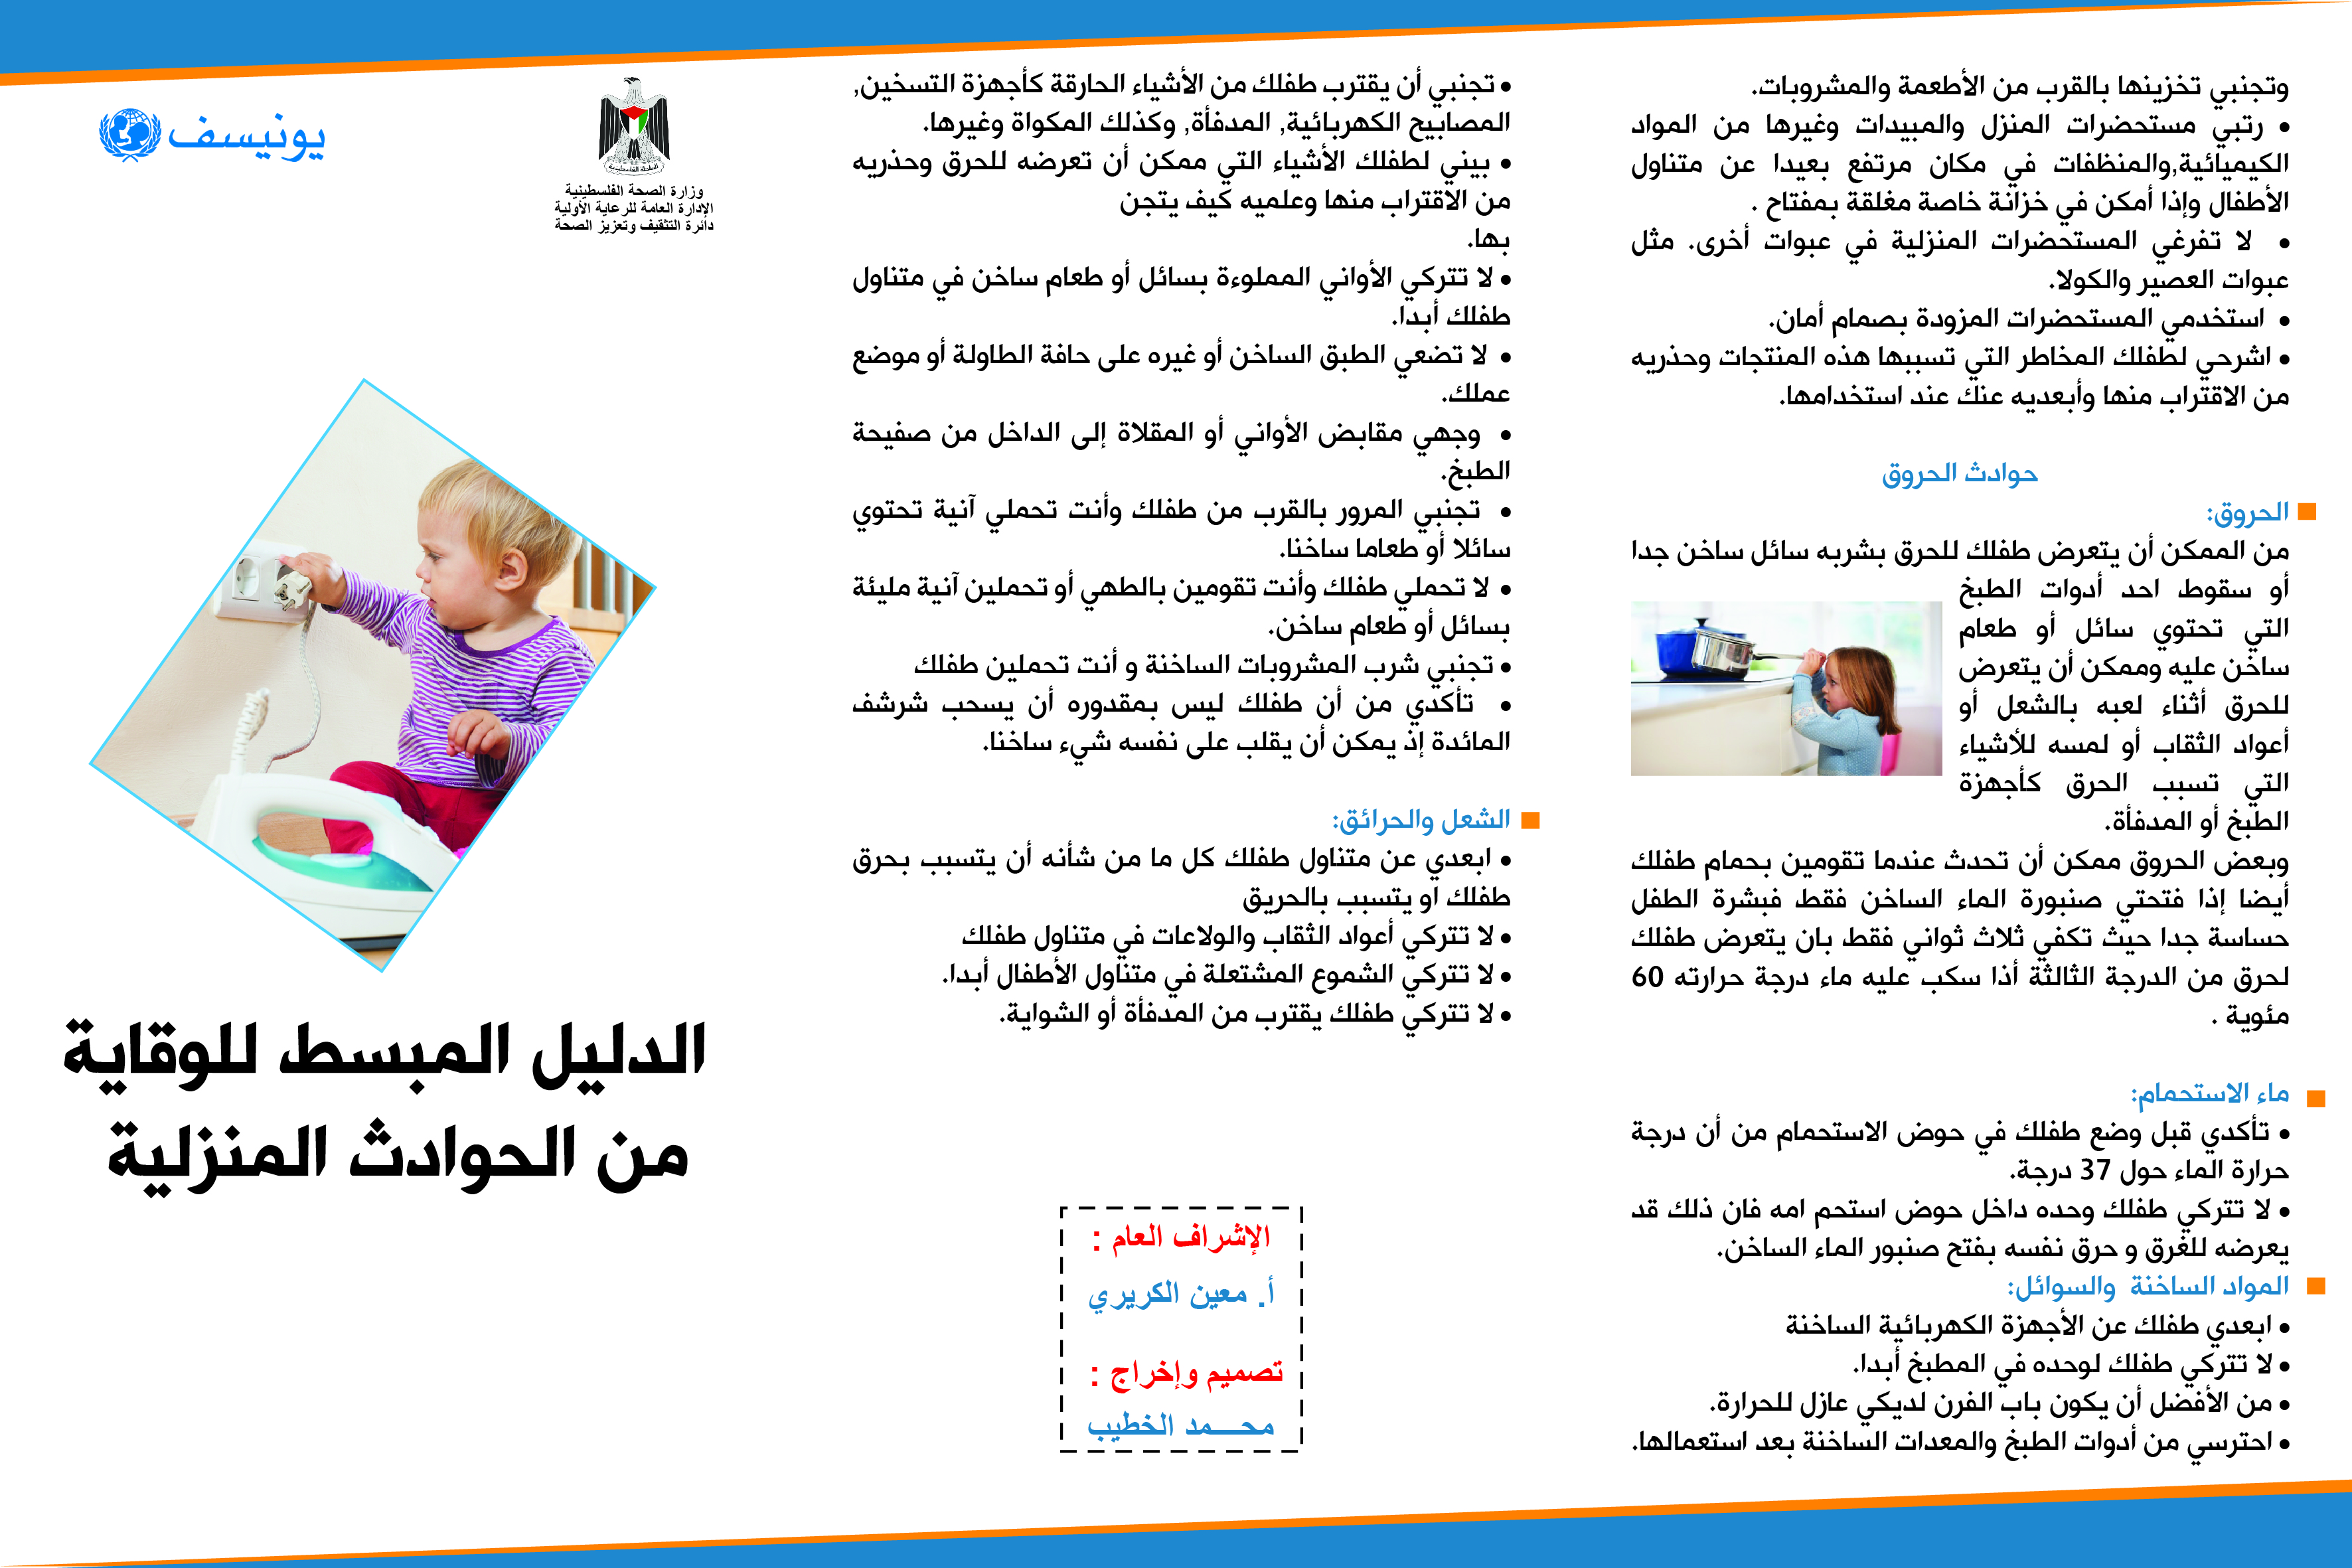 وتجنبي تخزينها بالقرب من الأطعمة والمشروبات.
• رتبي مستحضرات المنزل والمبيدات وغيرها من المواد
الكيميائية,والمنظفات في مكان مرتفع بعيدا عن متناول
الأطفال وإذا أمكن في خزانة خاصة مغلقة بمفتاح .
• لا تفرغي المستحضرات المنزلية في عبوات أخرى. مثل
عبوات العصير والكولا.
• استخدمي المستحضرات المزودة بصمام أمان.
• اشرحي لطفلك المخاطر التي تسببها هذه المنتجات وحذريه
من الاقتراب منها وأبعديه عنك عند استخدامها.
حوادث الحروق
الحروق:
من الممكن أن يتعرض طفلك للحرق بشربه سائل ساخن جدا
أو سقوط احد أدوات الطبخ
التي تحتوي سائل أو طعام
ساخن عليه وممكن أن يتعرض
للحرق أثناء لعبه بالشعل أو
أعواد الثقاب أو لمسه للأشياء
التي تسبب الحرق كأجهزة
الطبخ أو المدفأة.
وبعض الحروق ممكن أن تحدث عندما تقومين بحمام طفلك
أيضا إذا فتحتي صنبورة الماء الساخن فقط، فبشرة الطفل
حساسة جدا حيث تكفي ثلاث ثواني فقط بان يتعرض طفلك
لحرق من الدرجة الثالثة أذا سكب عليه ماء درجة حرارته 60
مئوية .
ماء الاستحمام:
• تأكدي قبل وضع طفلك في حوض الاستحمام من أن درجة
حرارة الماء حول 37 درجة.
• لا تتركي طفلك وحده داخل حوض استحم امه فان ذلك قد
يعرضه للغرق و حرق نفسه بفتح صنبور الماء الساخن.
المواد الساخنة والسوائل:
• ابعدي طفلك عن الأجهزة الكهربائية الساخنة
• لا تتركي طفلك لوحده في المطبخ أبدا.
• من الأفضل أن يكون باب الفرن لديكي عازل للحرارة.
• احترسي من أدوات الطبخ والمعدات الساخنة بعد استعمالها.
• تجنبي أن يقترب طفلك من الأشياء الحارقة كأجهزة التسخين,
المصابيح الكهربائية, المدفأة, وكذلك المكواة وغيرها.
• بيني لطفلك الأشياء التي ممكن أن تعرضه للحرق وحذريه
من الاقتراب منها وعلميه كيف يتجن
بها.
• لا تتركي الأواني المملوءة بسائل أو طعام ساخن في متناول
طفلك أبدا.
• لا تضعي الطبق الساخن أو غيره على حافة الطاولة أو موضع
عملك.
• وجهي مقابض الأواني أو المقلاة إلى الداخل من صفيحة
الطبخ.
• تجنبي المرور بالقرب من طفلك وأنت تحملي آنية تحتوي
سائلا أو طعاما ساخنا.
• لا تحملي طفلك وأنت تقومين بالطهي أو تحملين آنية مليئة
بسائل أو طعام ساخن.
• تجنبي شرب المشروبات الساخنة و أنت تحملين طفلك
• تأكدي من أن طفلك ليس بمقدوره أن يسحب شرشف
المائدة إذ يمكن أن يقلب على نفسه شيء ساخنا.
الشعل والحرائق:
• ابعدي عن متناول طفلك كل ما من شأنه أن يتسبب بحرق
طفلك او يتسبب بالحريق
• لا تتركي أعواد الثقاب والولاعات في متناول طفلك
• لا تتركي الشموع المشتعلة في متناول الأطفال أبدا.
• لا تتركي طفلك يقترب من المدفأة أو الشواية.
الإشراف العام :
أ. معين الكريري
تصميم وإخراج :
محــــمد الخطيب
وزارة الصحة الفلسطينية
الإدارة العامة للرعاية الأولية
دائرة التثقيف وتعزيز الصحة
يونيسف
الدليل المبسط للوقاية
من الحوادث المنزلية